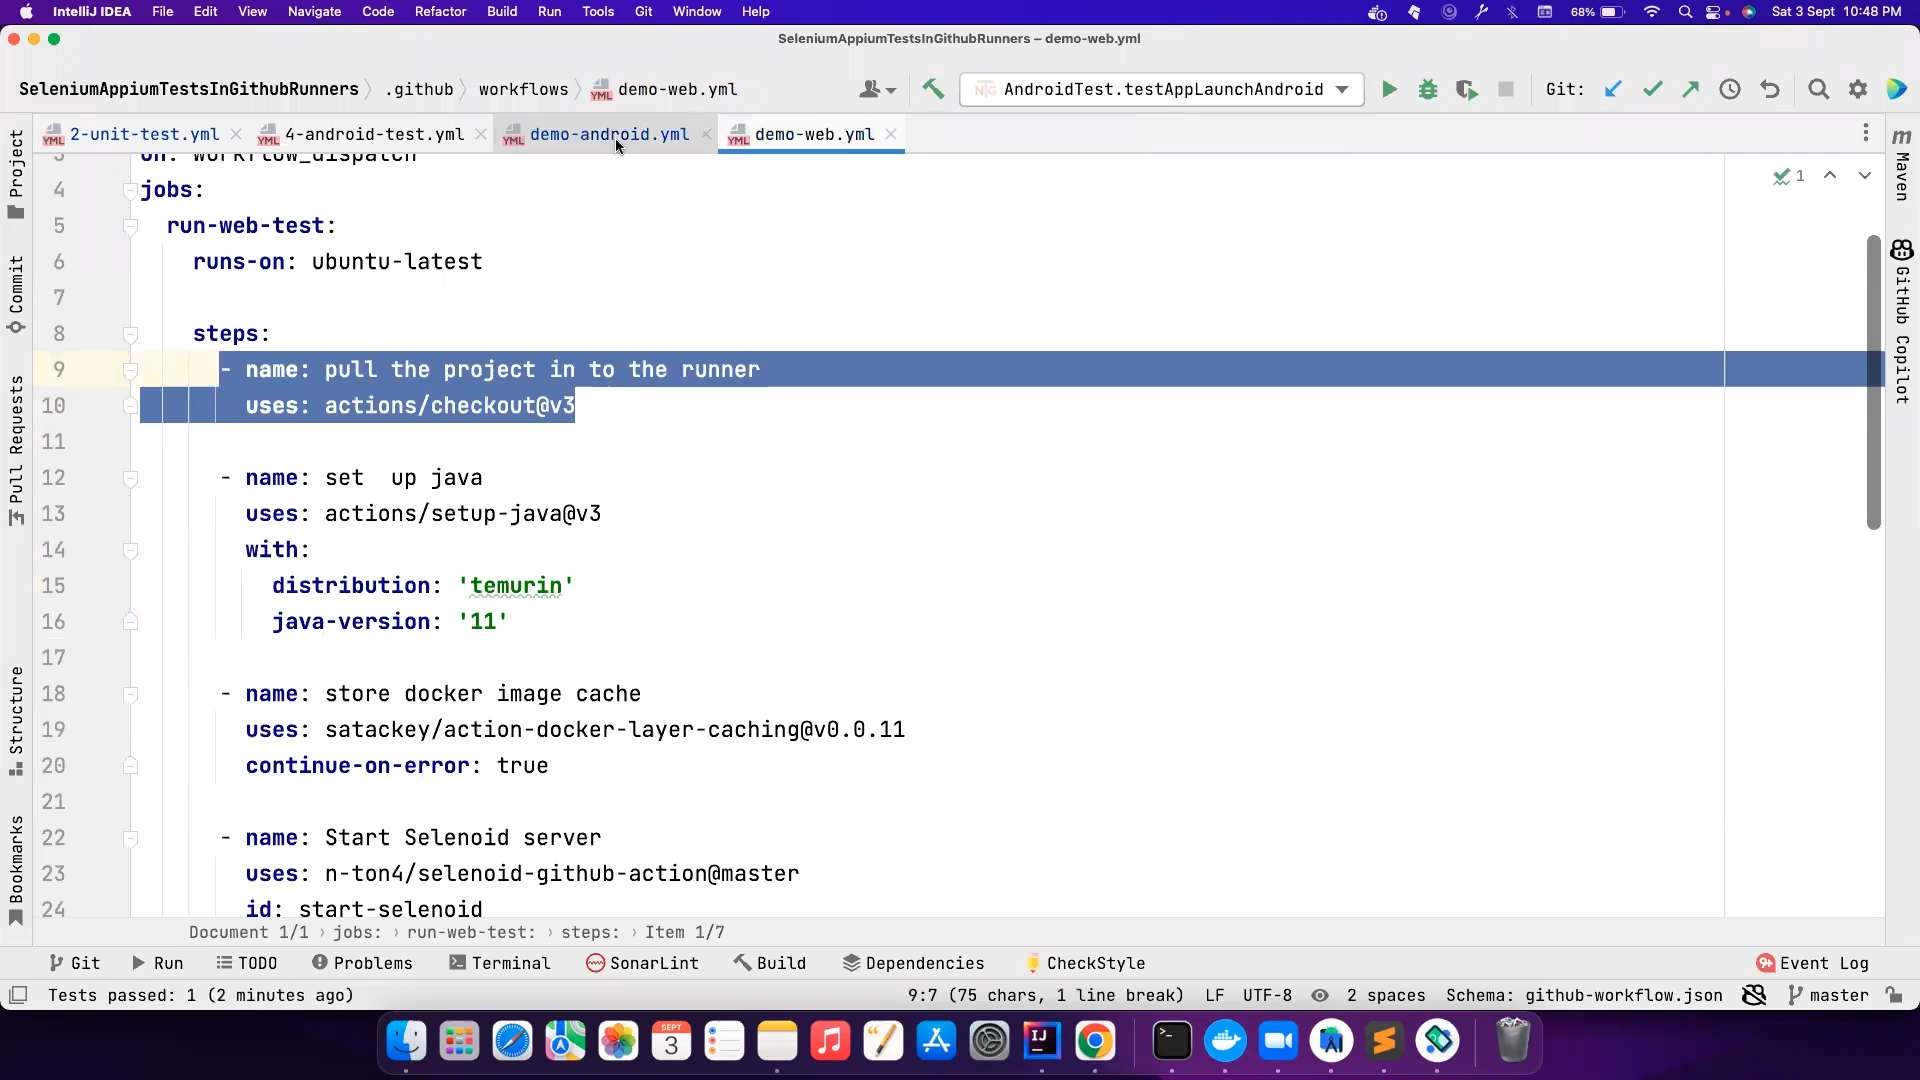 IntelliJ IDEA File Edit View Navigate Code Refactor Build Run Tools Git Window Help 68% Sat 3 Sept 10:48 PM
SeleniumAppiumTestsInGithubRunners – demo-web.yml
SeleniumAppiumTestsInGithubRunners .github workflows demo-web.yml AndroidTest.testAppLaunchAndroid Git:
2-unit-test.yml 4-android-test.yml demo-android.yml demo-web.yml
3 on: workflow_dispatch
4 jobs:
5 run-web-test:
6 runs-on: ubuntu-latest
7
8 steps:
9 - name: pull the project in to the runner
10 uses: actions/checkout@v3
11
12 - name: set  up java
13 uses: actions/setup-java@v3
14 with:
15 distribution: 'temurin'
16 java-version: '11'
17
18 - name: store docker image cache
19 uses: satackey/action-docker-layer-caching@v0.0.11
20 continue-on-error: true
21
22 - name: Start Selenoid server
23 uses: n-ton4/selenoid-github-action@master
24 id: start-selenoid
1
Project
Commit
Pull Requests
Structure
Bookmarks
m Maven
GitHub Copilot
Document 1/1 › jobs: › run-web-test: › steps: › Item 1/7
Git Run TODO Problems Terminal SonarLint Build Dependencies CheckStyle 9+ Event Log
Tests passed: 1 (2 minutes ago) 9:7 (75 chars, 1 line break) LF UTF-8 2 spaces Schema: github-workflow.json master
SEPT
3
IJ